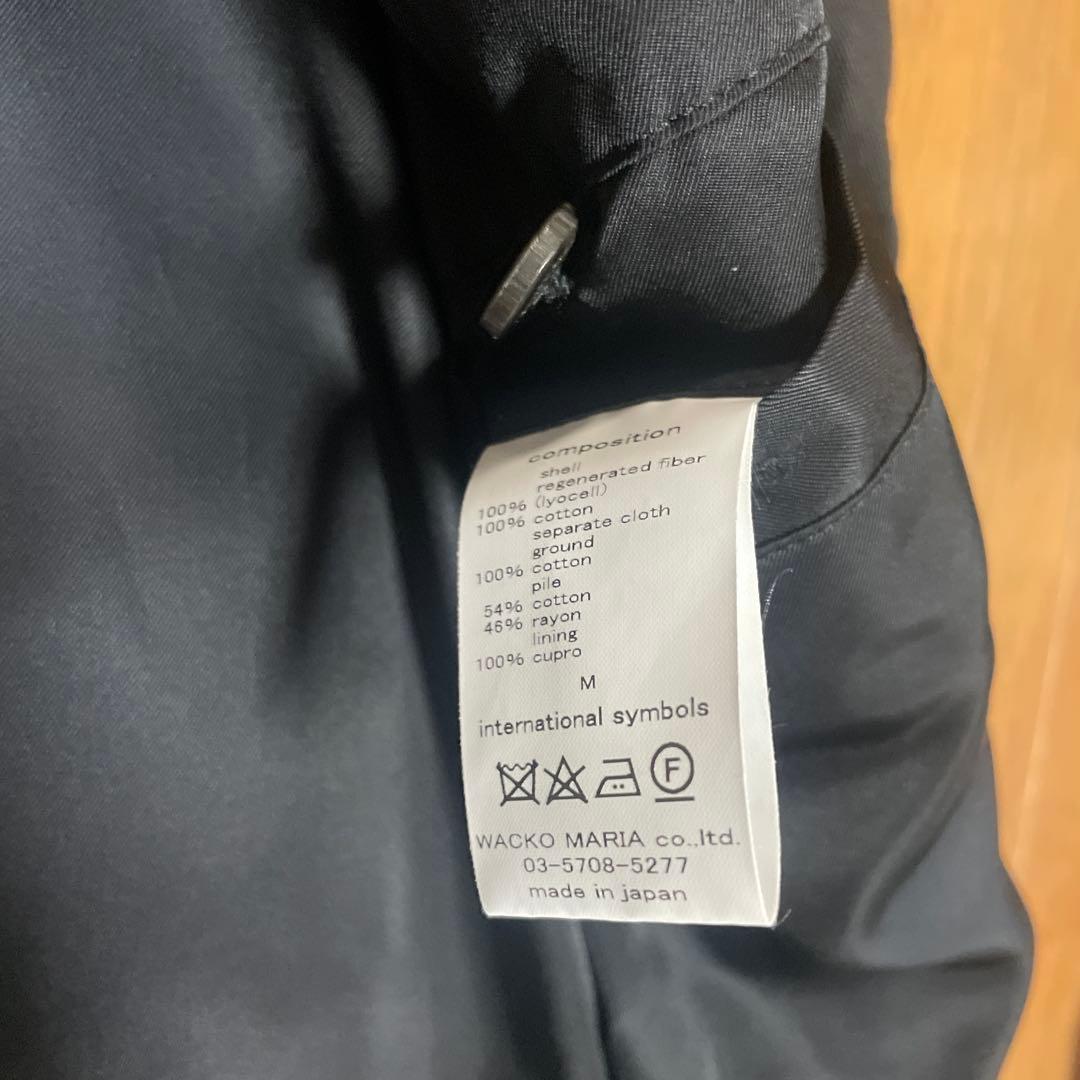 composition
shell
regenerated fiber
100% (lyocell)
100% cotton
separate cloth
ground
100% cotton
pile
54% cotton
46% rayon
lining
100% cupro
M
international symbols
F
WACKO MARIA co.,ltd.
03-5708-5277
made in japan